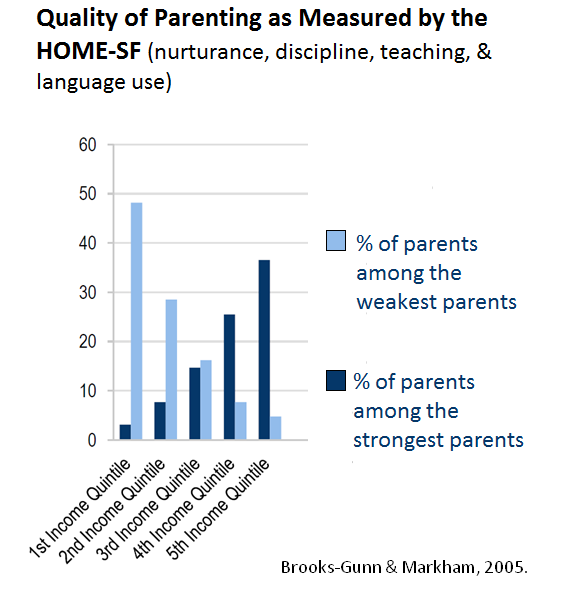 Quality of Parenting as Measured by the
HOME-SF (nurturance, discipline, teaching, &
language use)
60
50
40
30
20
10
0
1st Income Quintile
2nd Income Quintile
3rd Income Quintile
4th Income Quintile
5th Income Quintile
% of parents
among the
weakest parents
% of parents
among the
strongest parents
Brooks-Gunn & Markham, 2005.